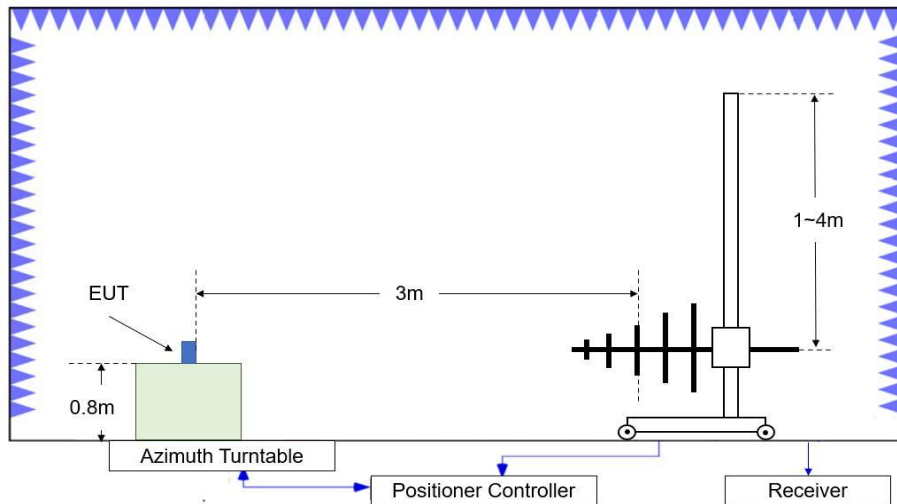 1~4m
3m
EUT
0.8m
Azimuth Turntable
Positioner Controller
Receiver